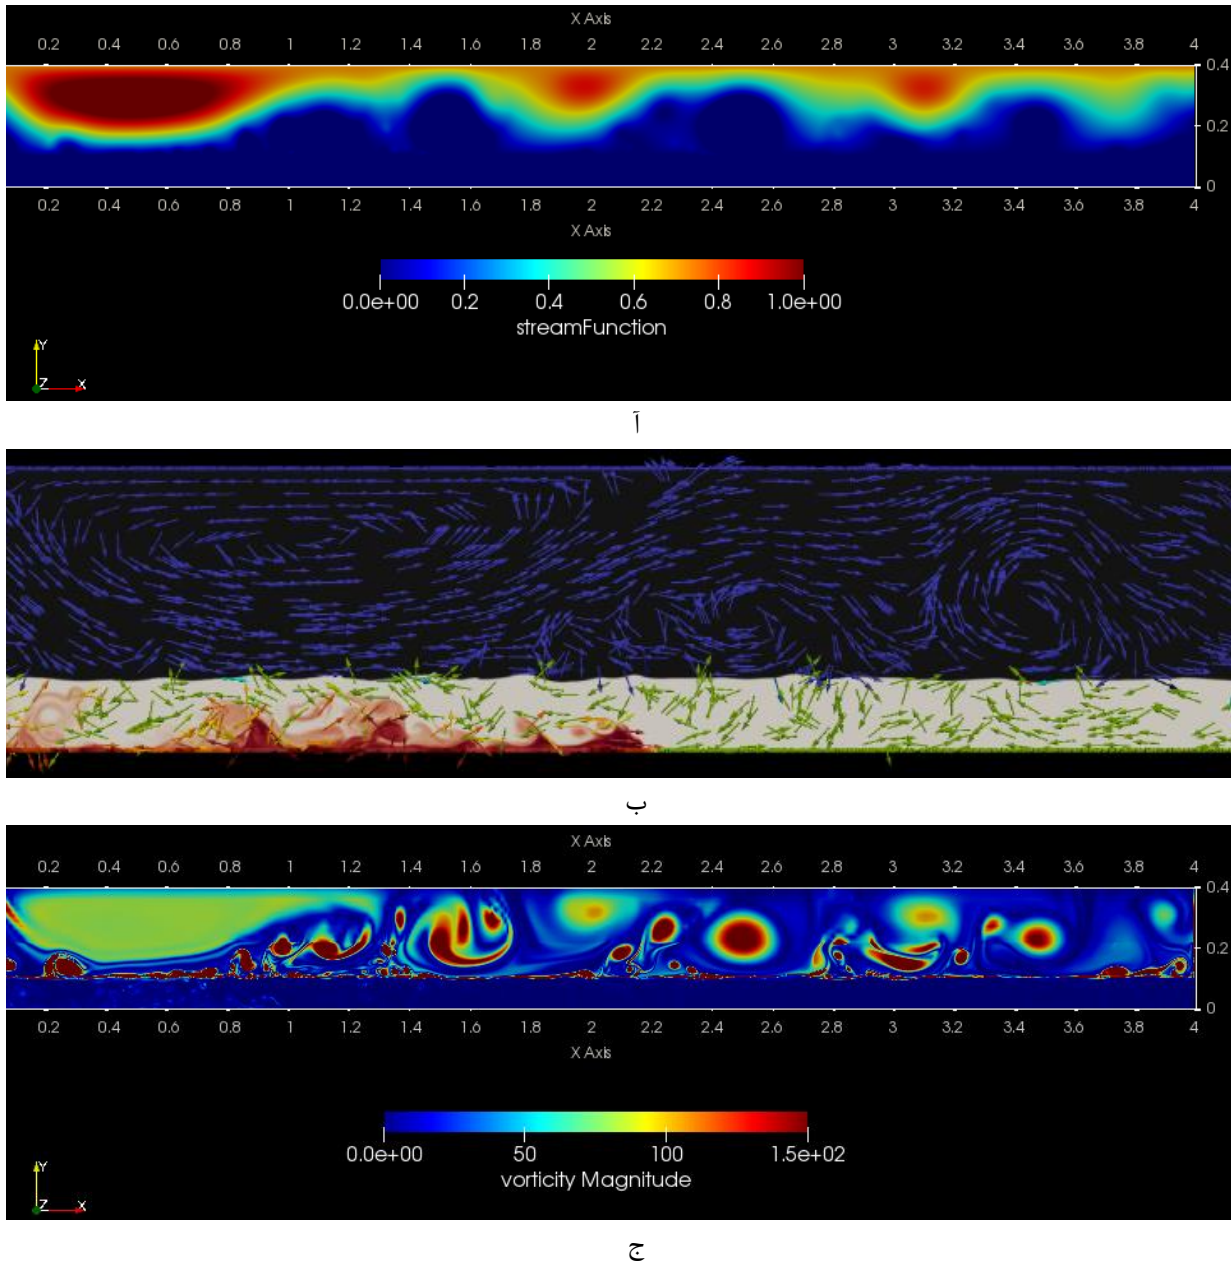 X Axis
0.2 0.4 0.6 0.8 1 1.2 1.4 1.6 1.8 2 2.2 2.4 2.6 2.8 3 3.2 3.4 3.6 3.8 4
0.4
0.2
0
0.2 0.4 0.6 0.8 1 1.2 1.4 1.6 1.8 2 2.2 2.4 2.6 2.8 3 3.2 3.4 3.6 3.8 4
X Axis
0.0e+00 0.2 0.4 0.6 0.8 1.0e+00
streamFunction
Y
Z X
آ
ب
X Axis
0.2 0.4 0.6 0.8 1 1.2 1.4 1.6 1.8 2 2.2 2.4 2.6 2.8 3 3.2 3.4 3.6 3.8 4
0.4
0.2
0
0.2 0.4 0.6 0.8 1 1.2 1.4 1.6 1.8 2 2.2 2.4 2.6 2.8 3 3.2 3.4 3.6 3.8 4
X Axis
0.0e+00 50 100 1.5e+02
vorticity Magnitude
Y
Z X
ج